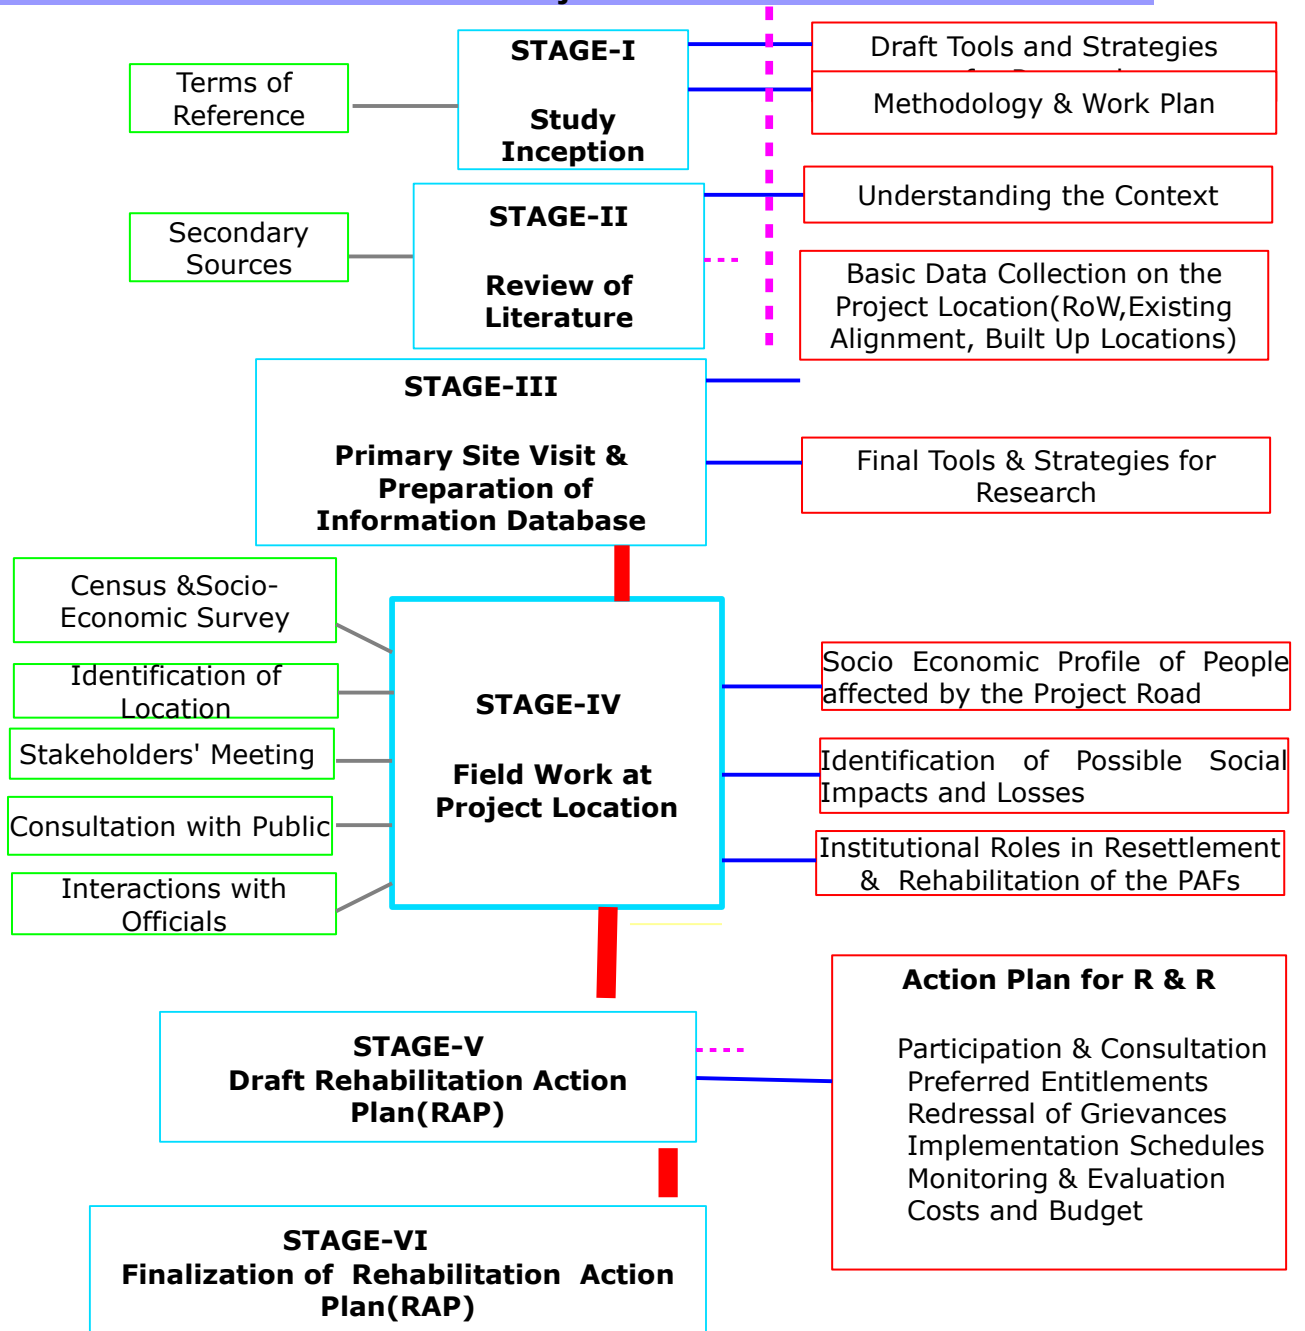 STAGE-I
Study
Inception
Terms of
Reference
Draft Tools and Strategies
Methodology & Work Plan
STAGE-II
Review of
Literature
Secondary
Sources
Understanding the Context
Basic Data Collection on the
Project Location(RoW,Existing
Alignment, Built Up Locations)
STAGE-III
Primary Site Visit &
Preparation of
Information Database
Final Tools & Strategies for
Research
Census &Socio-
Economic Survey
Identification of
Location
Stakeholders' Meeting
Consultation with Public
Interactions with
Officials
STAGE-IV
Field Work at
Project Location
Socio Economic Profile of People
affected by the Project Road
Identification of Possible Social
Impacts and Losses
Institutional Roles in Resettlement
& Rehabilitation of the PAFs
STAGE-V
Draft Rehabilitation Action
Plan(RAP)
Action Plan for R & R
Participation & Consultation
Preferred Entitlements
Redressal of Grievances
Implementation Schedules
Monitoring & Evaluation
Costs and Budget
STAGE-VI
Finalization of Rehabilitation Action
Plan(RAP)